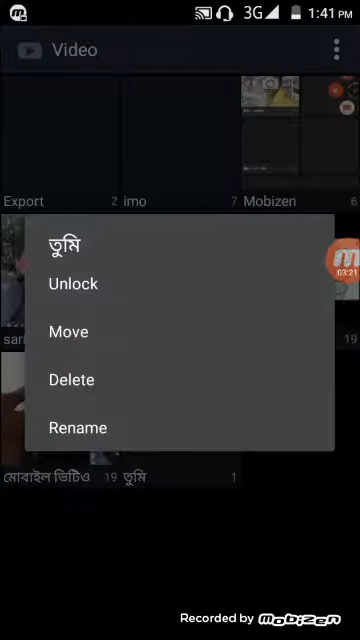 3G 1:41 PM
Video
Export 2 imo 7 Mobizen 6
তুমি
Unlock
03:21
19
Move
Delete
Rename
মোবাইল ভিটিও 19 তুমি 1
Recorded by mobizen